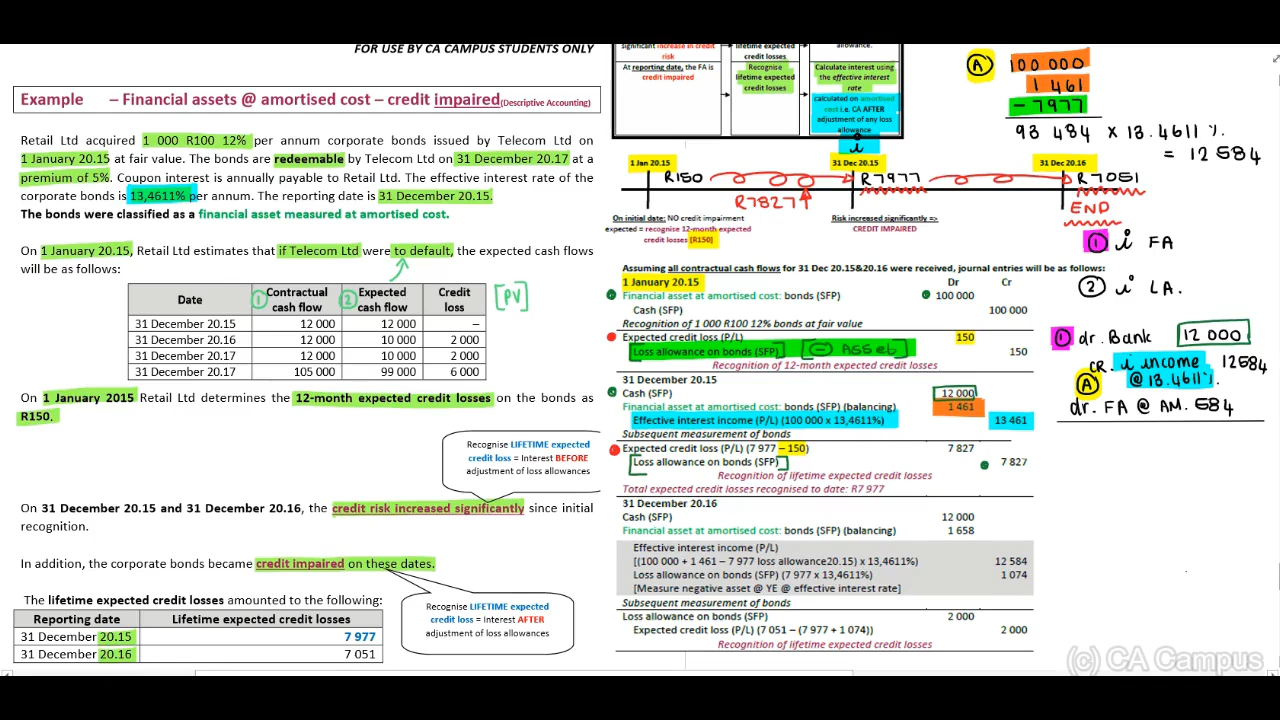 FOR USE BY CA CAMPUS STUDENTS ONLY
Example – Financial assets @ amortised cost – credit impaired(Descriptive Accounting)
Retail Ltd acquired 1 000 R100 12% per annum corporate bonds issued by Telecom Ltd on
1 January 20.15 at fair value. The bonds are redeemable by Telecom Ltd on 31 December 20.17 at a
premium of 5%. Coupon interest is annually payable to Retail Ltd. The effective interest rate of the
corporate bonds is 13,4611% per annum. The reporting date is 31 December 20.15.
The bonds were classified as a financial asset measured at amortised cost.
On 1 January 20.15, Retail Ltd estimates that if Telecom Ltd were to default, the expected cash flows
will be as follows:
Date ① Contractual cash flow ② Expected cash flow Credit loss [PV]
31 December 20.15 12 000 12 000 –
31 December 20.16 12 000 10 000 2 000
31 December 20.17 12 000 10 000 2 000
31 December 20.17 105 000 99 000 6 000
On 1 January 2015 Retail Ltd determines the 12-month expected credit losses on the bonds as
R150.
Recognise LIFETIME expected
credit loss = Interest BEFORE
adjustment of loss allowances
On 31 December 20.15 and 31 December 20.16, the credit risk increased significantly since initial
recognition.
In addition, the corporate bonds became credit impaired on these dates.
Recognise LIFETIME expected
credit loss = Interest AFTER
adjustment of loss allowances
The lifetime expected credit losses amounted to the following:
Reporting date Lifetime expected credit losses
31 December 20.15 7 977
31 December 20.16 7 051
significant increase in credit
risk
lifetime expected
credit losses
allowance.
At reporting date, the FA is
credit impaired
Recognise
lifetime expected
credit losses
Calculate interest using
the effective interest
rate
calculated on amortised
cost i.e. CA AFTER
adjustment of any loss
allowance
i
1 Jan 20.15 31 Dec 20.15 31 Dec 20.16
R150 R7977 R7051
R7827↑
END
On initial date: NO credit impairment
expected = recognise 12-month expected
credit losses [R150]
Risk increased significantly =>
CREDIT IMPAIRED
Assuming all contractual cash flows for 31 Dec 20.15&20.16 were received, journal entries will be as follows:
1 January 20.15 Dr Cr
Financial asset at amortised cost: bonds (SFP) 100 000
Cash (SFP) 100 000
Recognition of 1 000 R100 12% bonds at fair value
Expected credit loss (P/L) 150
Loss allowance on bonds (SFP) (–) Asset 150
Recognition of 12-month expected credit losses
31 December 20.15
Cash (SFP) 12 000
Financial asset at amortised cost: bonds (SFP) (balancing) 1 461
Effective interest income (P/L) (100 000 x 13,4611%) 13 461
Subsequent measurement of bonds
Expected credit loss (P/L) (7 977 – 150) 7 827
Loss allowance on bonds (SFP) 7 827
Recognition of lifetime expected credit losses
Total expected credit losses recognised to date: R7 977
31 December 20.16
Cash (SFP) 12 000
Financial asset at amortised cost: bonds (SFP) (balancing) 1 658
Effective interest income (P/L)
[(100 000 + 1 461 – 7 977 loss allowance20.15) x 13,4611%) 12 584
Loss allowance on bonds (SFP) (7 977 x 13,4611%) 1 074
[Measure negative asset @ YE @ effective interest rate]
Subsequent measurement of bonds
Loss allowance on bonds (SFP) 2 000
Expected credit loss (P/L) (7 051 – (7 977 + 1 074)) 2 000
Recognition of lifetime expected credit losses
Ⓐ 100 000
1 461
– 7977
93 484 x 13.4611%
= 12 584
① i FA
② i LA.
① dr. Bank 12 000
CR. i income 12584
Ⓐ @ 13.4611%.
dr. FA @ AM. 584
(c) CA Campus